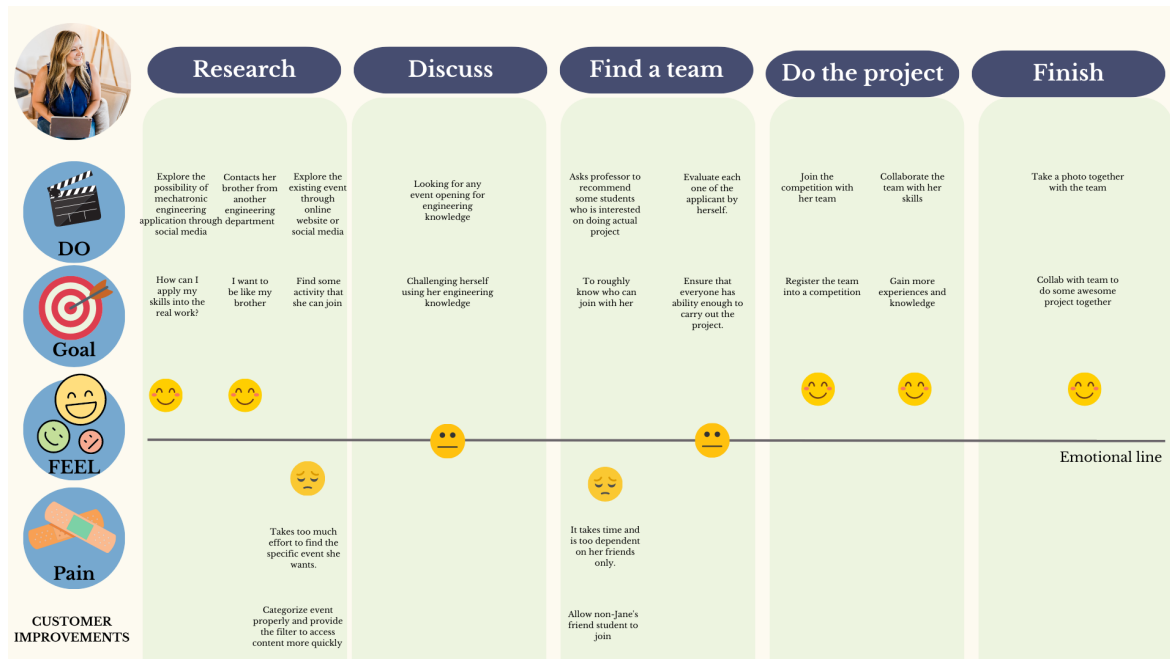 Research
Discuss
Find a team
Do the project
Finish
DO
Explore the
possibility of
mechatronic
engineering
application through
social media
Contacts her
brother from
another
engineering
department
Explore the
existing event
through
online
website or
social media
Looking for any
event opening for
engineering
knowledge
Asks professor to
recommend
some students
who is interested
on doing actual
project
Evaluate each
one of the
applicant by
herself.
Join the
competition with
her team
Collaborate the
team with her
skills
Take a photo together
with the team
Goal
How can I
apply my
skills into the
real work?
I want to
be like my
brother
Find some
activity that
she can join
Challenging herself
using her engineering
knowledge
To roughly
know who can
join with her
Ensure that
everyone has
ability enough to
carry out the
project.
Register the team
into a competition
Gain more
experiences and
knowledge
Collab with team to
do some awesome
project together
FEEL
Emotional line
Pain
Takes too much
effort to find the
specific event she
wants.
It takes time and
is too dependent
on her friends
only.
CUSTOMER
IMPROVEMENTS
Categorize event
properly and provide
the filter to access
content more quickly
Allow non-Jane's
friend student to
join